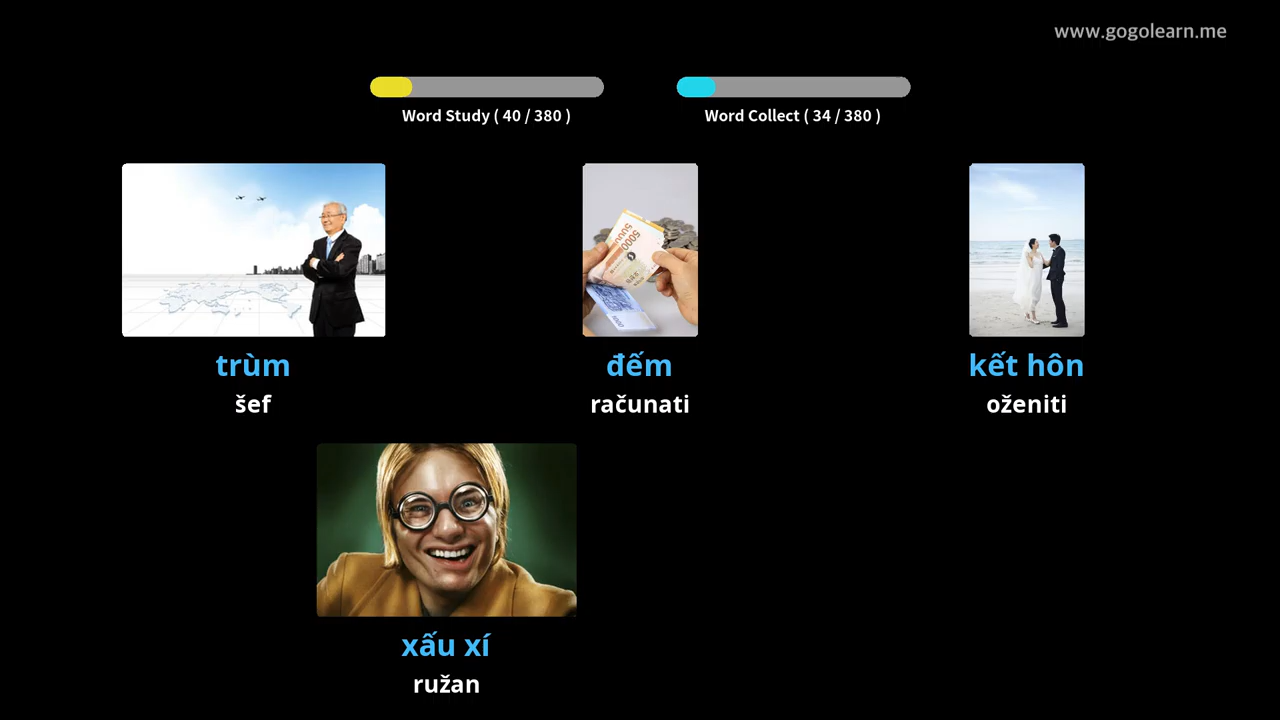 www.gogolearn.me
Word Study ( 40 / 380 )
Word Collect ( 34 / 380 )
trùm
šef
đếm
računati
kết hôn
oženiti
xấu xí
ružan